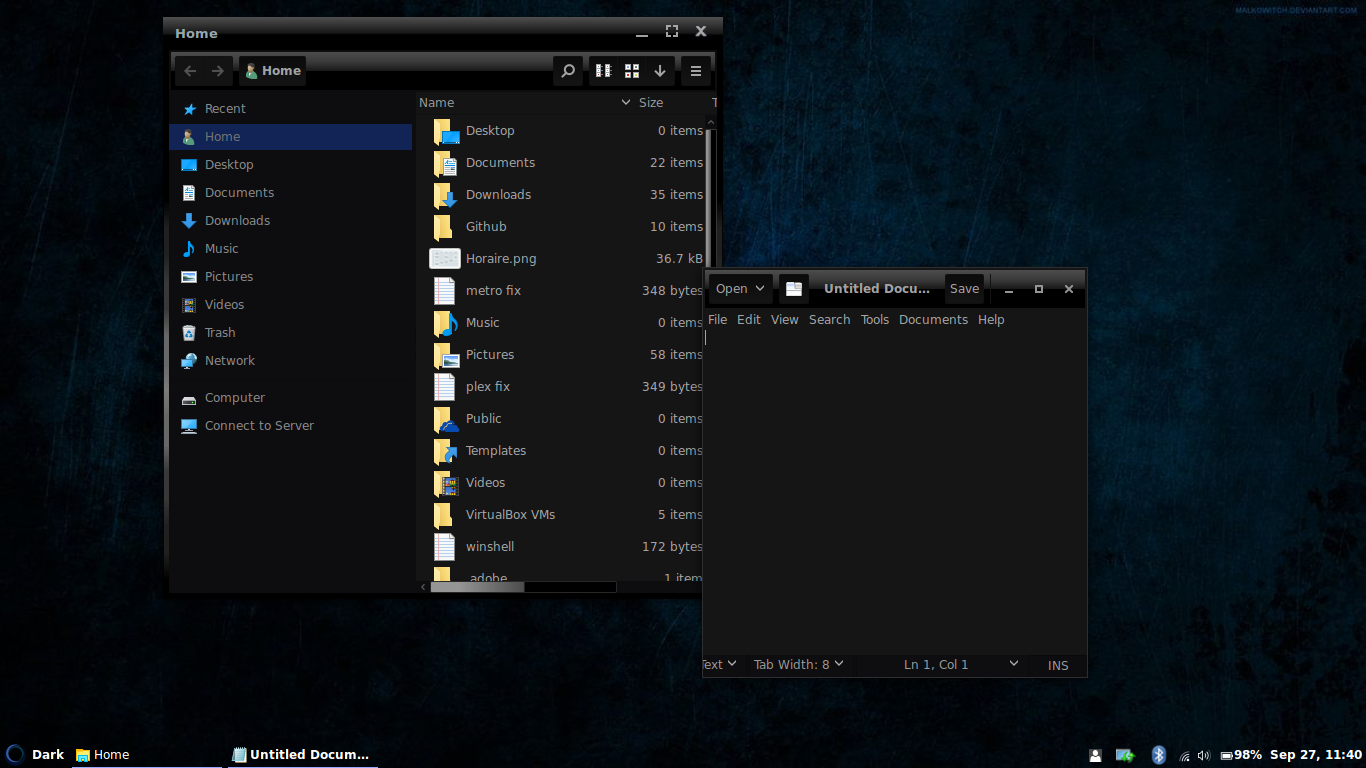 MALKOWITCH.DEVIANTART.COM
Home
Home
Recent
Home
Desktop
Documents
Downloads
Music
Pictures
Videos
Trash
Network
Computer
Connect to Server
Name Size T
Desktop 0 items
Documents 22 items
Downloads 35 items
Github 10 items
Horaire.png 36.7 kB
metro fix 348 bytes
Music 0 items
Pictures 58 items
plex fix 349 bytes
Public 0 items
Templates 0 items
Videos 0 items
VirtualBox VMs 5 items
winshell 172 bytes
.adobe 1 item
Open Untitled Docu... Save
File Edit View Search Tools Documents Help
Text Tab Width: 8 Ln 1, Col 1 INS
Dark Home Untitled Docum... 98% Sep 27, 11:40